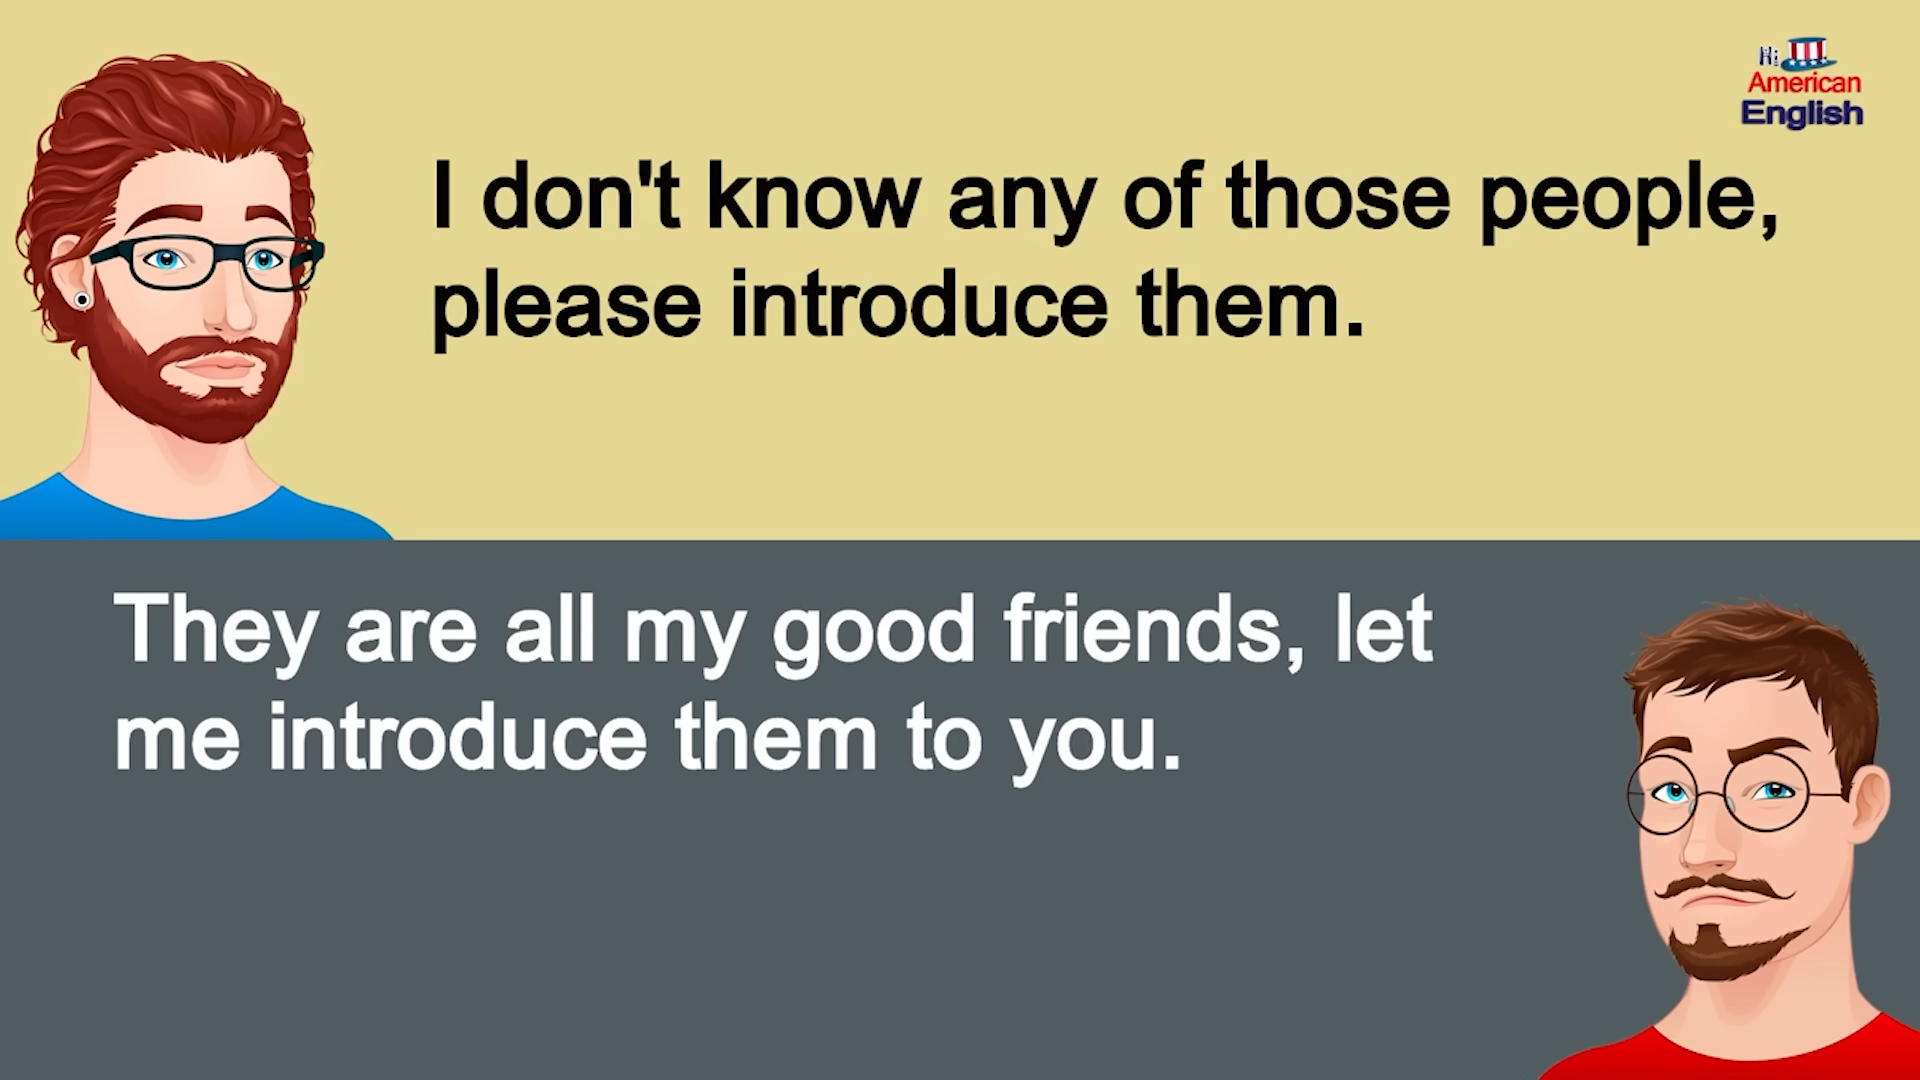 Hi
American
English
I don't know any of those people,
please introduce them.
They are all my good friends, let
me introduce them to you.